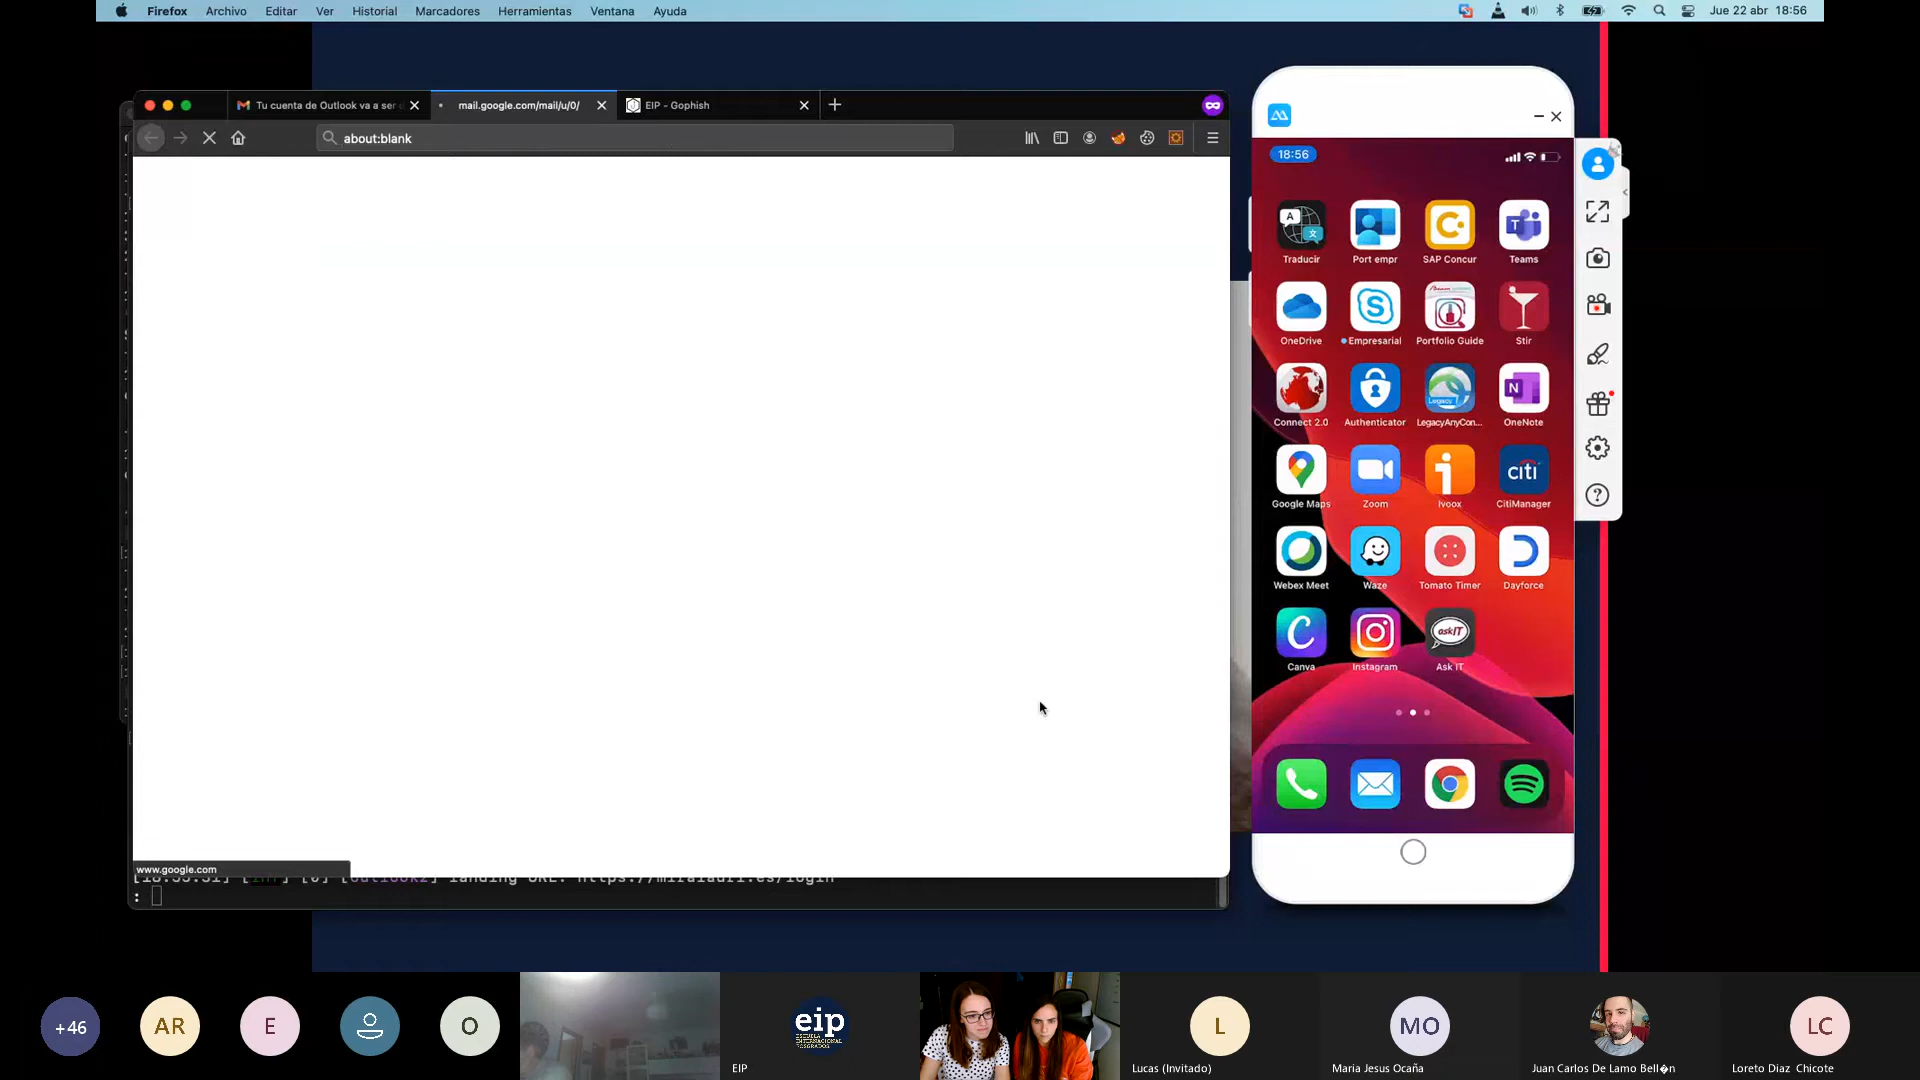 Firefox Archivo Editar Ver Historial Marcadores Herramientas Ventana Ayuda Jue 22 abr 18:56
Tu cuenta de Outlook va a ser mail.google.com/mail/u/0/ EIP - Gophish
about:blank
18:56
Traducir Port empr SAP Concur Teams
OneDrive Empresarial Portfolio Guide Stir
Connect 2.0 Authenticator LegacyAnyCon... OneNote
Google Maps Zoom Ivoox CitiManager
Webex Meet Waze Tomato Timer Dayforce
Canva Instagram Ask IT
www.google.com
:
+46 AR E O eip L MO LC
ESCUELA
INTERNACIONAL
POSGRADOS
EIP Lucas (Invitado) Maria Jesus Ocaña Juan Carlos De Lamo Bell�n Loreto Diaz Chicote